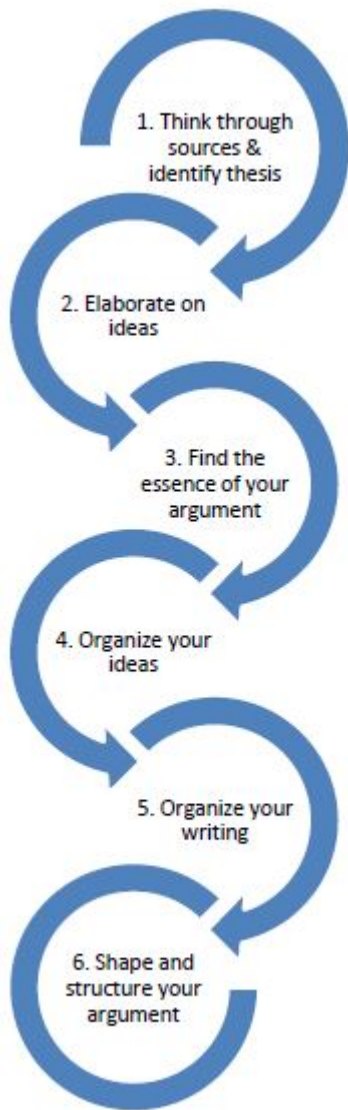 1. Think through
sources &
identify thesis
2. Elaborate on
ideas
3. Find the
essence of your
argument
4. Organize your
ideas
5. Organize your
writing
6. Shape and
structure your
argument